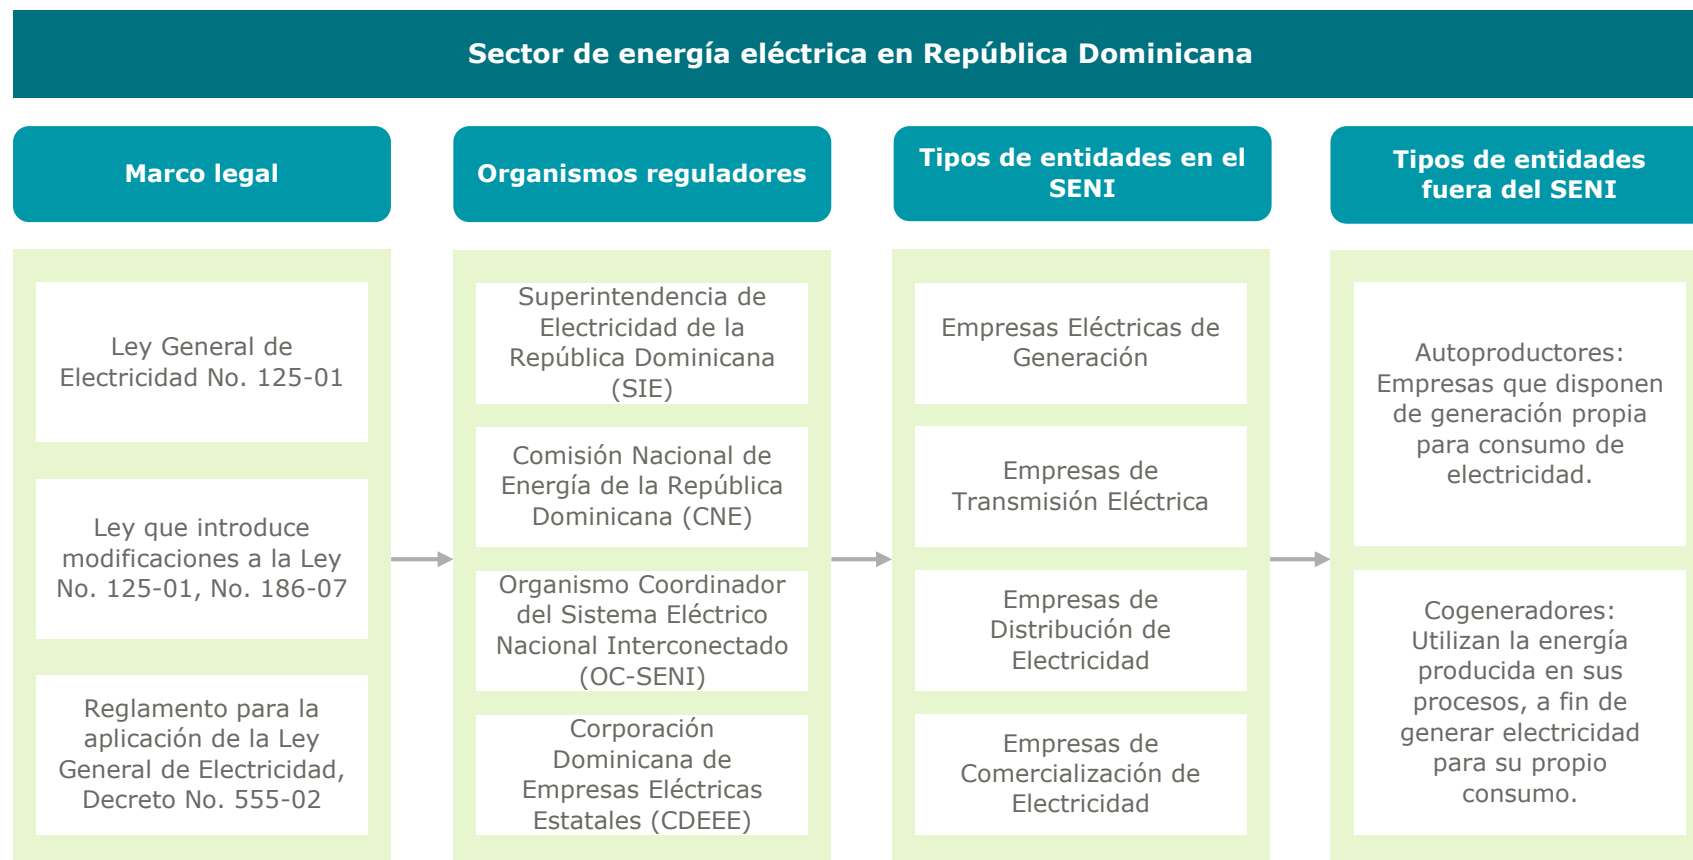 Sector de energía eléctrica en República Dominicana
Marco legal
Ley General de
Electricidad No. 125-01
Ley que introduce
modificaciones a la Ley
No. 125-01, No. 186-07
Reglamento para la
aplicación de la Ley
General de Electricidad,
Decreto No. 555-02
Organismos reguladores
Superintendencia de
Electricidad de la
República Dominicana
(SIE)
Comisión Nacional de
Energía de la República
Dominicana (CNE)
Organismo Coordinador
del Sistema Eléctrico
Nacional Interconectado
(OC-SENI)
Corporación
Dominicana de
Empresas Eléctricas
Estatales (CDEEE)
Tipos de entidades en el
SENI
Empresas Eléctricas de
Generación
Empresas de
Transmisión Eléctrica
Empresas de
Distribución de
Electricidad
Empresas de
Comercialización de
Electricidad
Tipos de entidades
fuera del SENI
Autoproductores:
Empresas que disponen
de generación propia
para consumo de
electricidad.
Cogeneradores:
Utilizan la energía
producida en sus
procesos, a fin de
generar electricidad
para su propio
consumo.